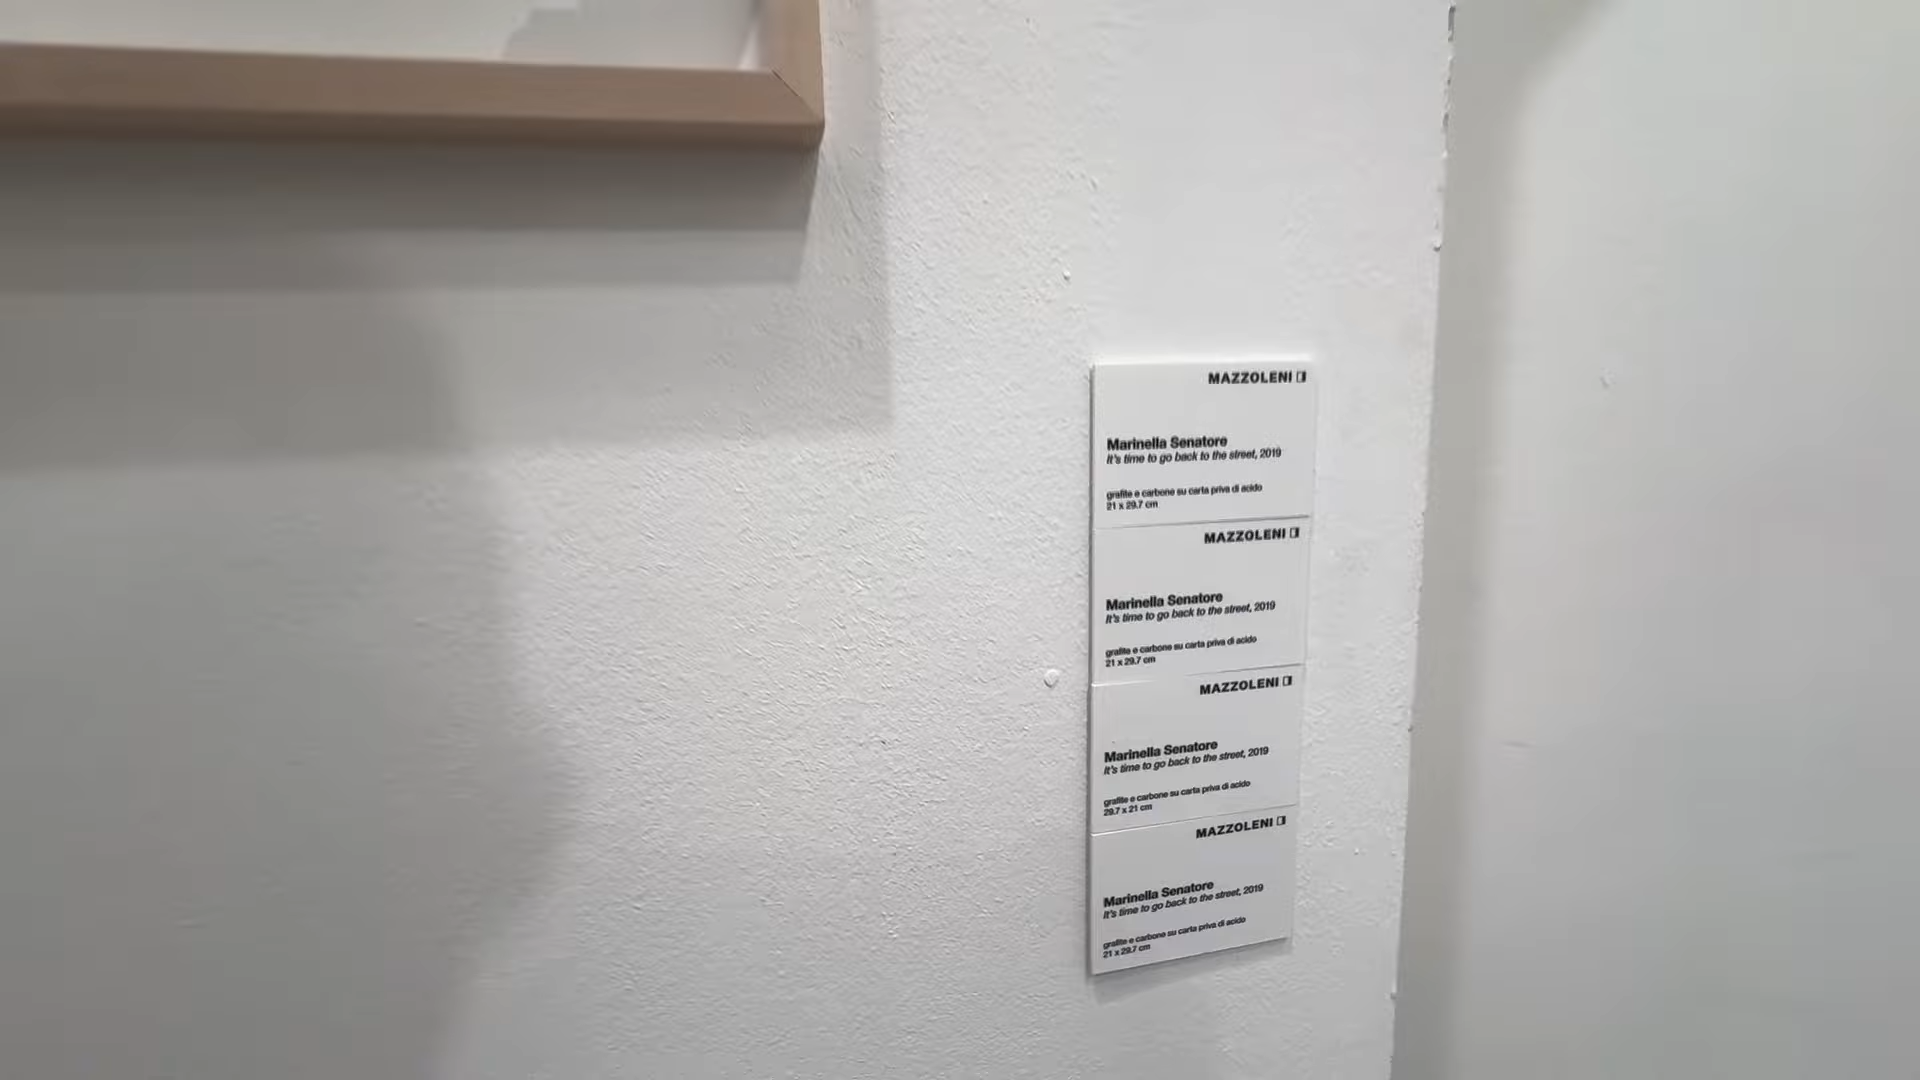 MAZZOLENI
Marinella Senatore
It's time to go back to the street, 2019
grafite e carbone su carta priva di acido
21 x 29.7 cm
MAZZOLENI
Marinella Senatore
It's time to go back to the street, 2019
grafite e carbone su carta priva di acido
21 x 29.7 cm
MAZZOLENI
Marinella Senatore
It's time to go back to the street, 2019
grafite e carbone su carta priva di acido
29.7 x 21 cm
MAZZOLENI
Marinella Senatore
It's time to go back to the street, 2019
grafite e carbone su carta priva di acido
21 x 29.7 cm